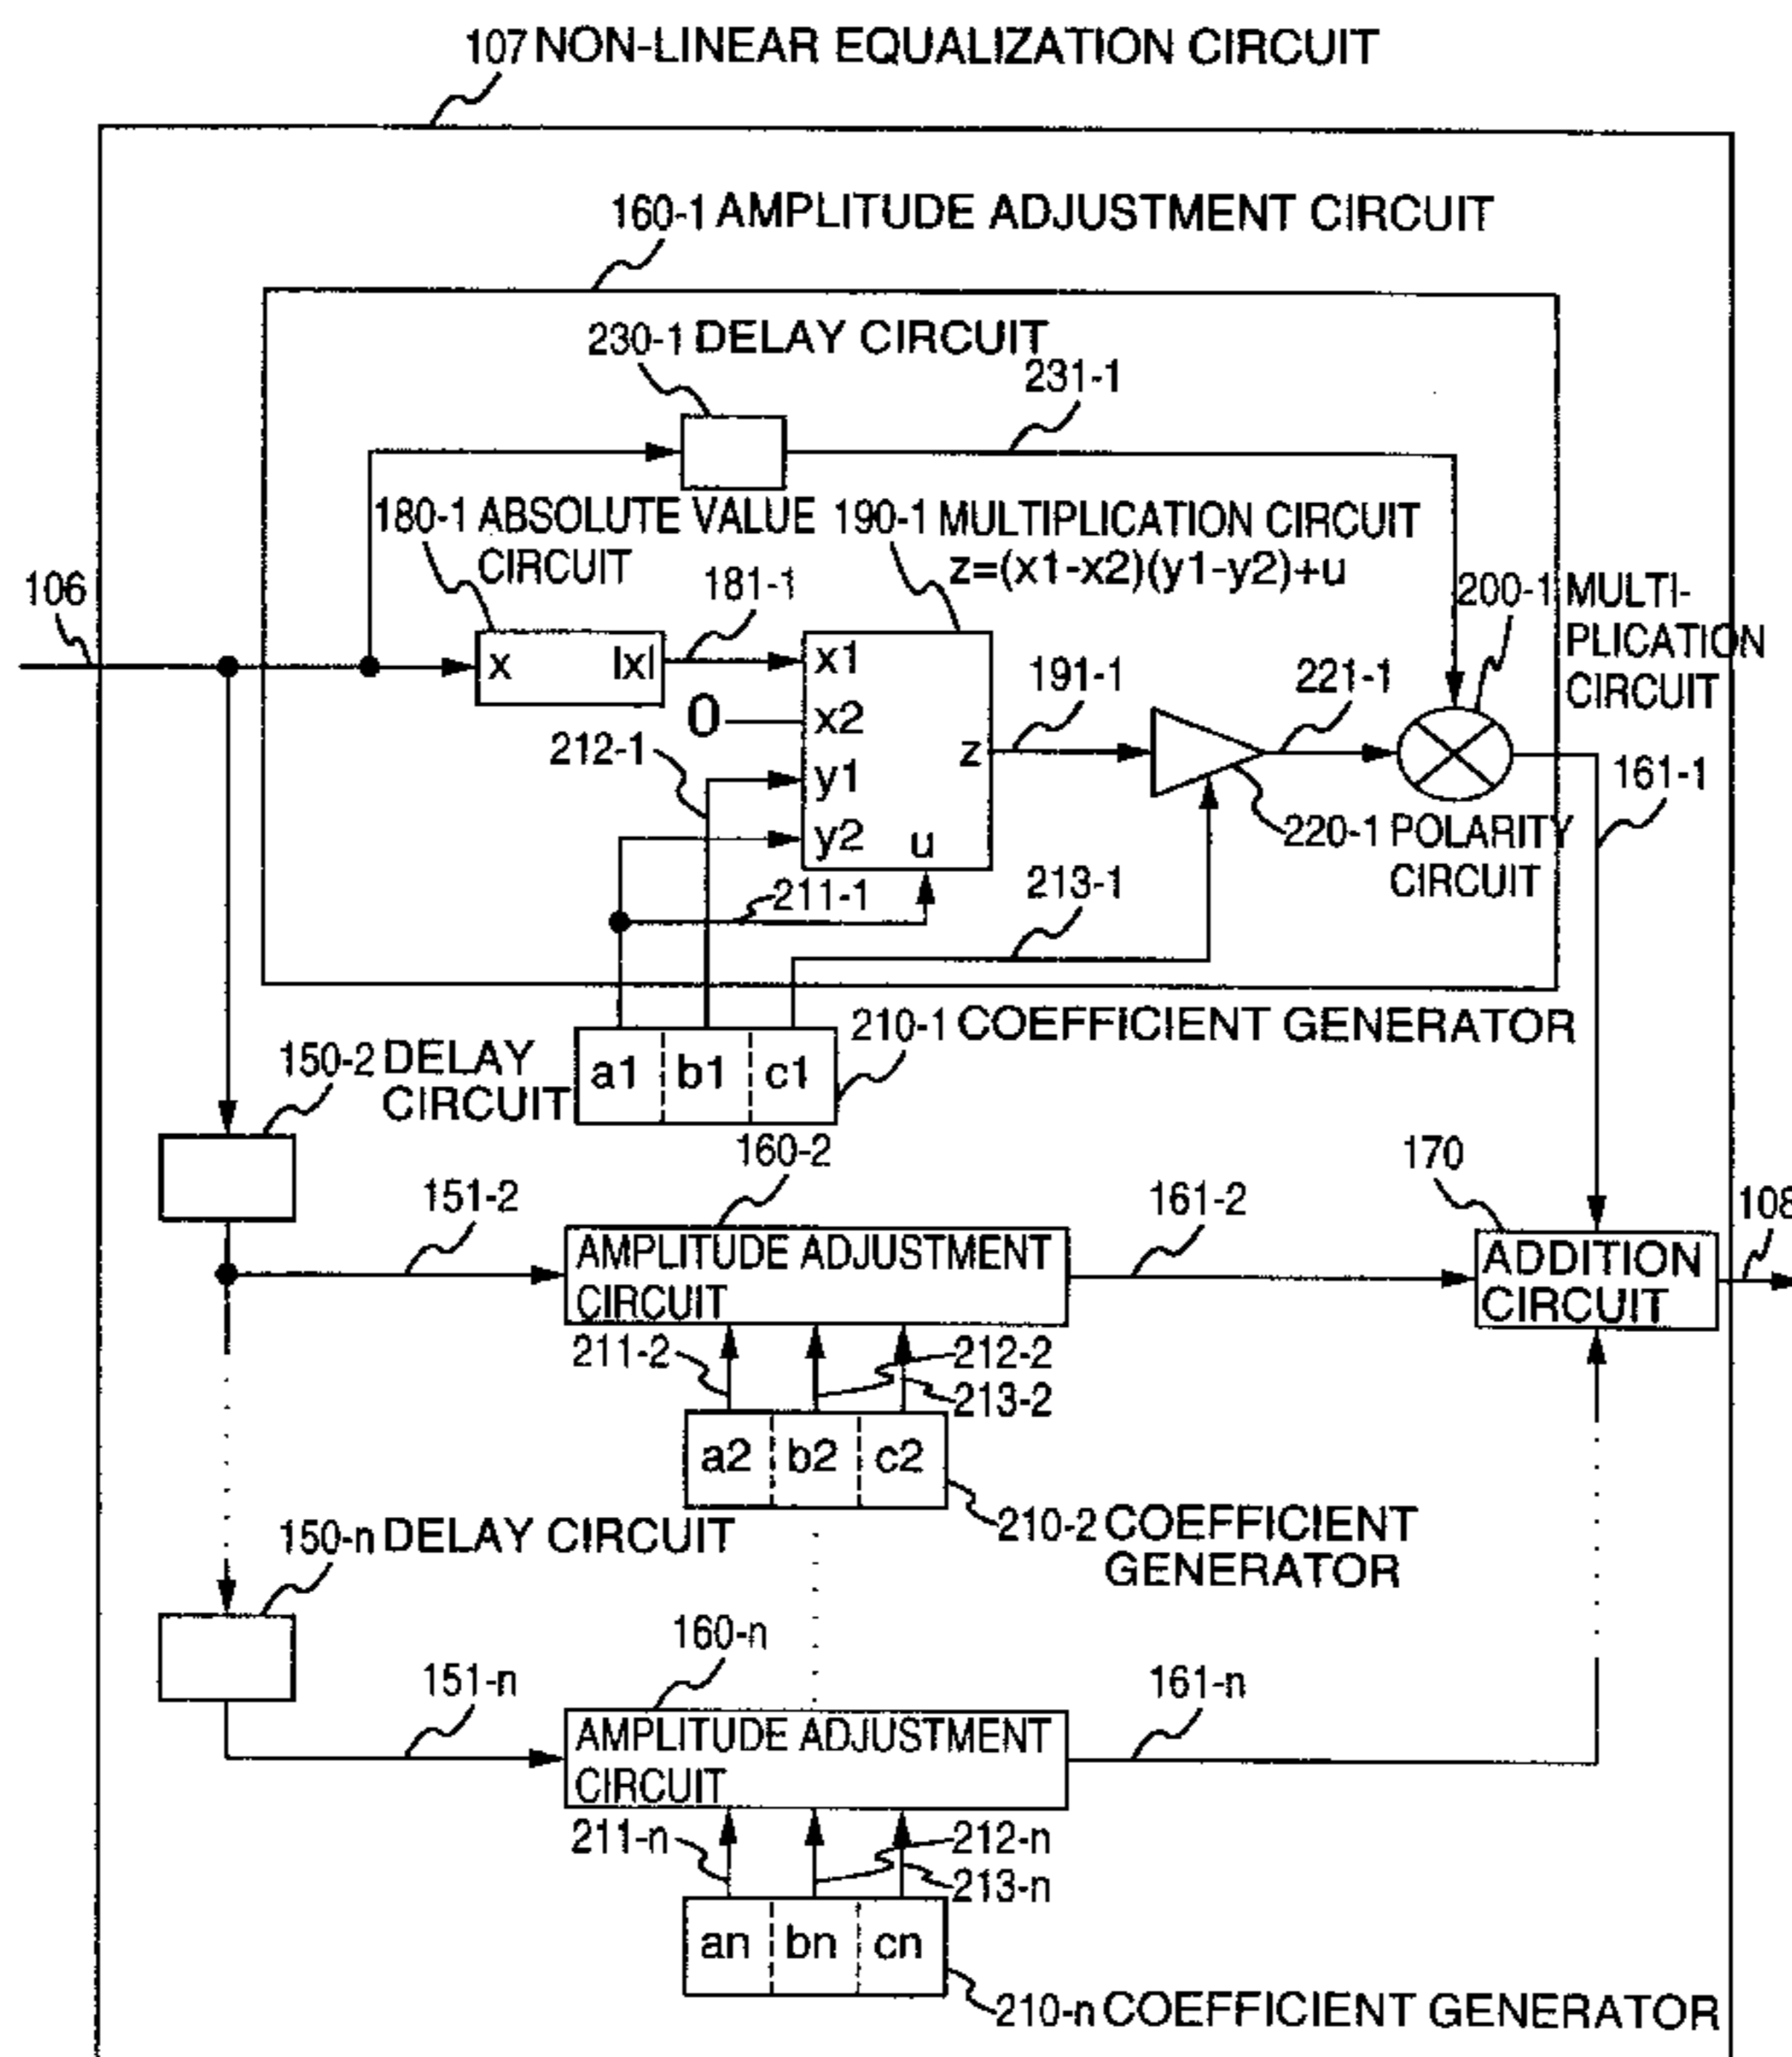 107 NON-LINEAR EQUALIZATION CIRCUIT
160-1 AMPLITUDE ADJUSTMENT CIRCUIT
230-1 DELAY CIRCUIT
231-1
180-1 ABSOLUTE VALUE
CIRCUIT
190-1 MULTIPLICATION CIRCUIT
z=(x1-x2)(y1-y2)+u
106
181-1
200-1 MULTI-
PLICATION
CIRCUIT
x |x|
x1
0
x2
212-1
y1
y2
u
z
191-1
221-1
161-1
220-1 POLARITY
CIRCUIT
211-1
213-1
210-1 COEFFICIENT GENERATOR
a1 b1 c1
150-2 DELAY
CIRCUIT
160-2
170
151-2
161-2
108
AMPLITUDE ADJUSTMENT
CIRCUIT
ADDITION
CIRCUIT
211-2
212-2
213-2
a2 b2 c2
210-2 COEFFICIENT
GENERATOR
150-n DELAY CIRCUIT
160-n
151-n
161-n
AMPLITUDE ADJUSTMENT
CIRCUIT
211-n
212-n
213-n
an bn cn
210-n COEFFICIENT GENERATOR